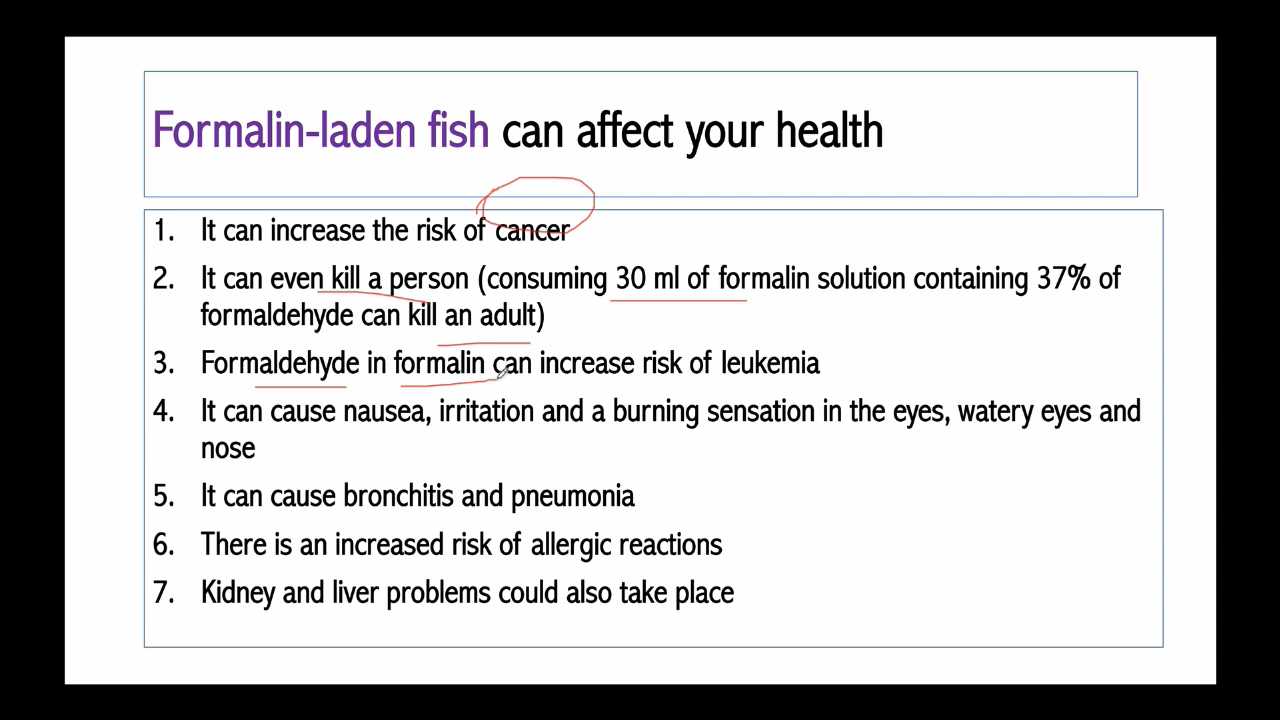 Formalin-laden fish can affect your health
1. It can increase the risk of cancer
2. It can even kill a person (consuming 30 ml of formalin solution containing 37% of
formaldehyde can kill an adult)
3. Formaldehyde in formalin can increase risk of leukemia
4. It can cause nausea, irritation and a burning sensation in the eyes, watery eyes and
nose
5. It can cause bronchitis and pneumonia
6. There is an increased risk of allergic reactions
7. Kidney and liver problems could also take place